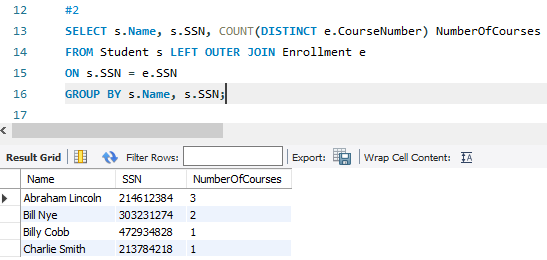 12 #2
13 SELECT s.Name, s.SSN, COUNT(DISTINCT e.CourseNumber) NumberOfCourses
14 FROM Student s LEFT OUTER JOIN Enrollment e
15 ON s.SSN = e.SSN
16 GROUP BY s.Name, s.SSN;
17
Result Grid Filter Rows: Export: Wrap Cell Content:
Name SSN NumberOfCourses
Abraham Lincoln 214612384 3
Bill Nye 303231274 2
Billy Cobb 472934828 1
Charlie Smith 213784218 1